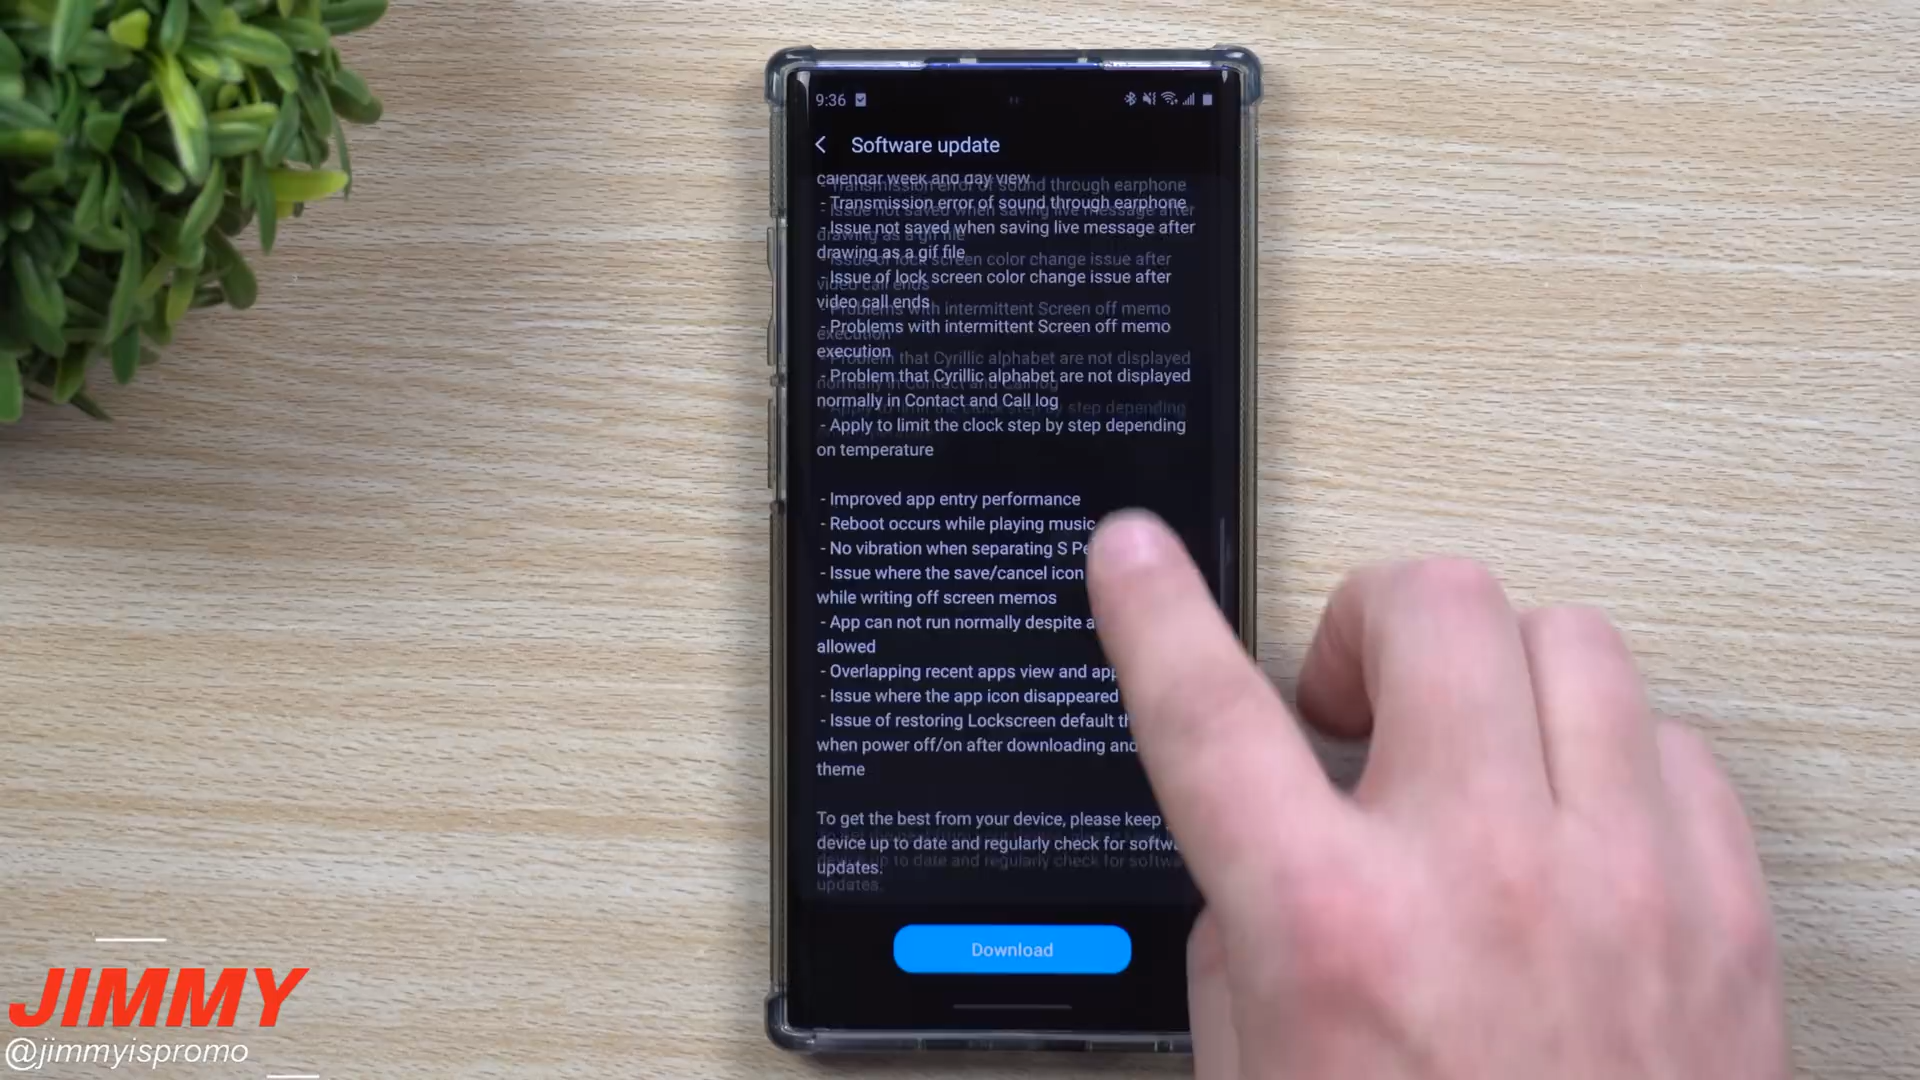 9:36
Software update
calendar week and day view
- Transmission error of sound through earphone
- Issue not saved when saving live message after
drawing as a gif file
- Issue of lock screen color change issue after
video call ends
- Problems with intermittent Screen off memo
execution
- Problem that Cyrillic alphabet are not displayed
normally in Contact and Call log
- Apply to limit the clock step by step depending
on temperature
- Improved app entry performance
- Reboot occurs while playing music
- No vibration when separating S
- Issue where the save/cancel icon
while writing off screen memos
- App can not run normally despite
allowed
- Overlapping recent apps view and
- Issue where the app icon disappeared
- Issue of restoring Lockscreen default
when power off/on after downloading and
theme
To get the best from your device, please keep
device up to date and regularly check for
updates.
Download
JIMMY
@jimmyispromo